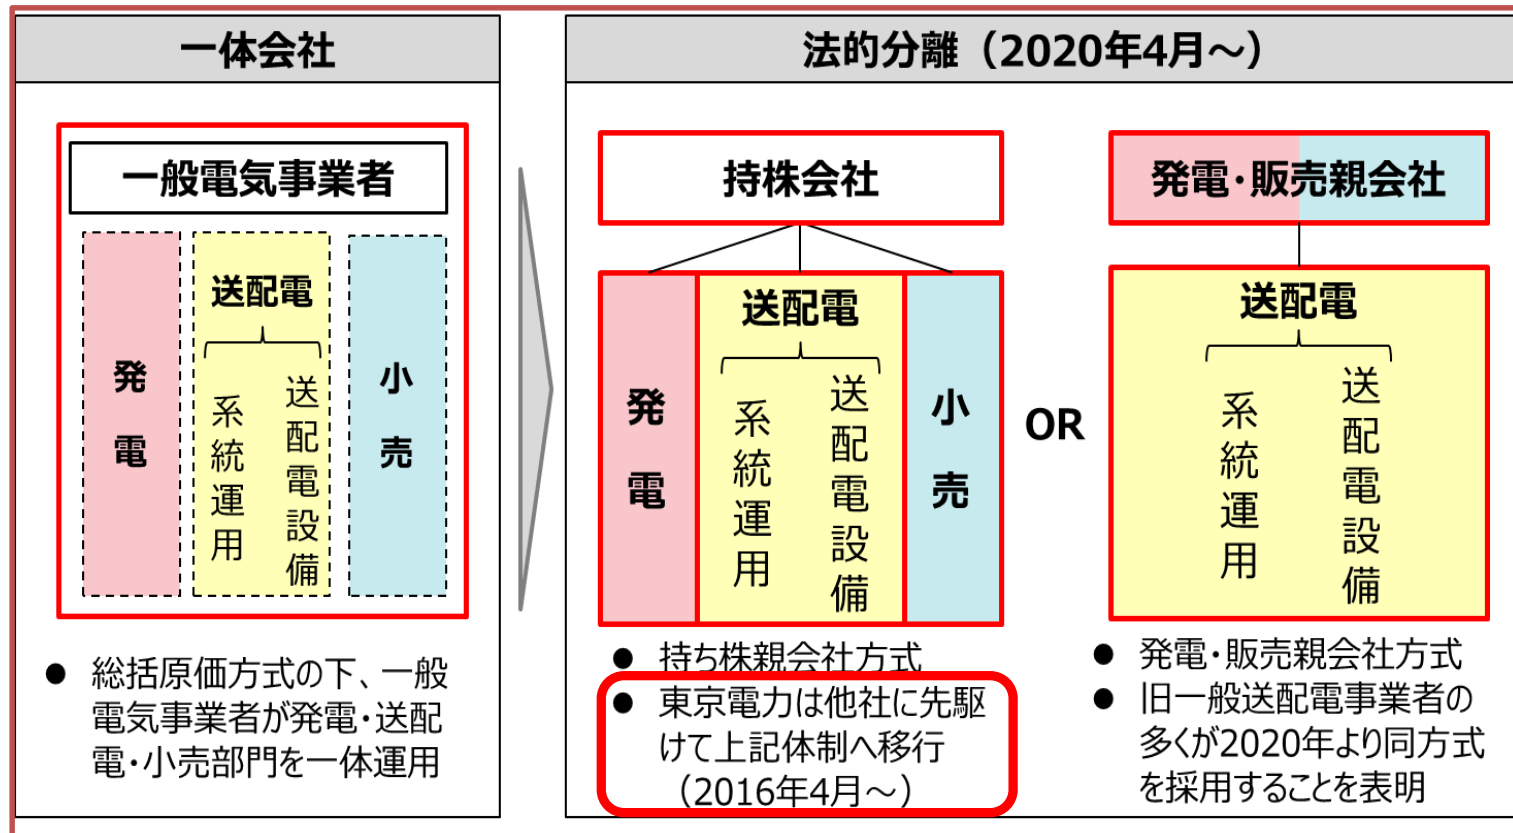 一体会社
一般電気事業者
発電
送配電
系統運用
送配電設備
小売
● 総括原価方式の下、一般
電気事業者が発電・送配
電・小売部門を一体運用
法的分離（2020年4月～）
持株会社
発電
送配電
系統運用
送配電設備
小売
● 持ち株親会社方式
● 東京電力は他社に先駆
けて上記体制へ移行
（2016年4月～）
OR
発電・販売親会社
送配電
系統運用
送配電設備
● 発電・販売親会社方式
● 旧一般送配電事業者の
多くが2020年より同方式
を採用することを表明